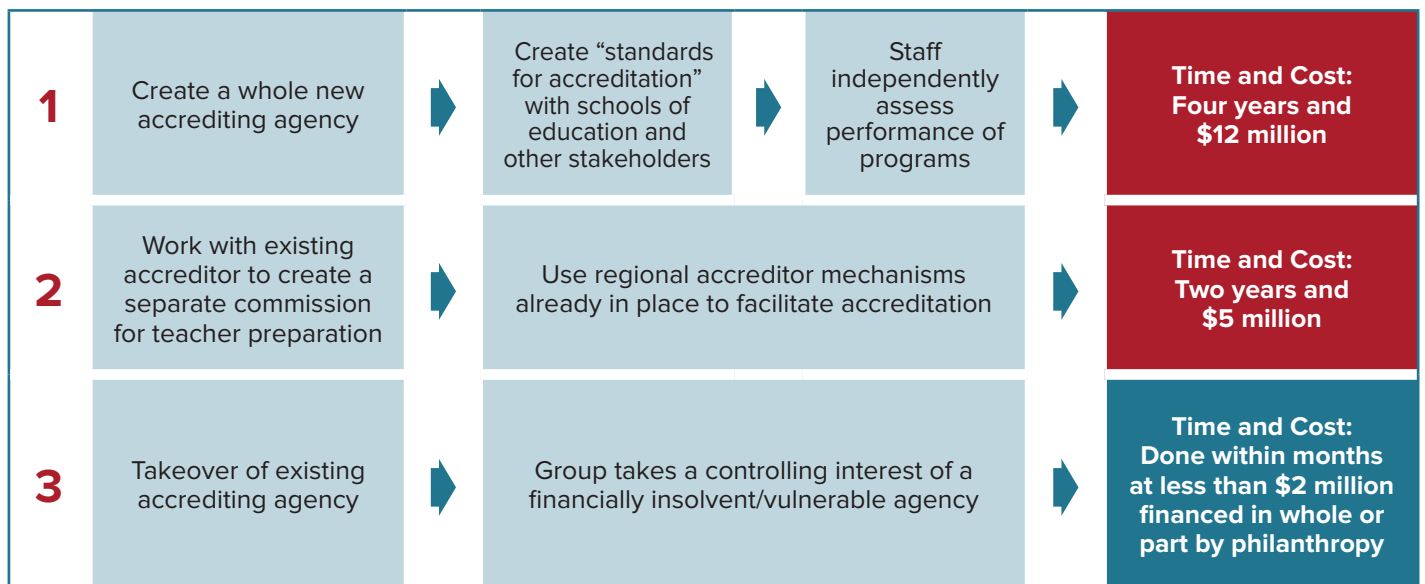 1
Create a whole new
accrediting agency
Create “standards
for accreditation”
with schools of
education and
other stakeholders
Staff
independently
assess
performance of
programs
Time and Cost:
Four years and
$12 million
2
Work with existing
accreditor to create a
separate commission
for teacher preparation
Use regional accreditor mechanisms
already in place to facilitate accreditation
Time and Cost:
Two years and
$5 million
3
Takeover of existing
accrediting agency
Group takes a controlling interest of a
financially insolvent/vulnerable agency
Time and Cost:
Done within months
at less than $2 million
financed in whole or
part by philanthropy